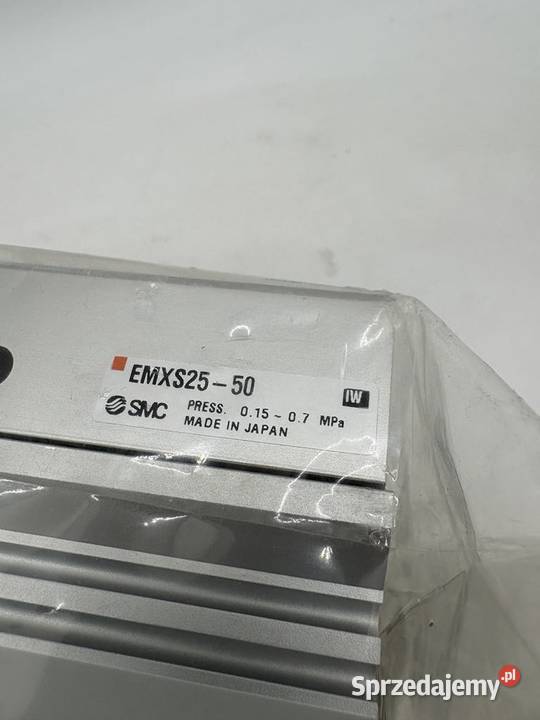 EMXS25-50
IW
SMC PRESS. 0.15 ~ 0.7 MPa
MADE IN JAPAN
Sprzedajemy.pl